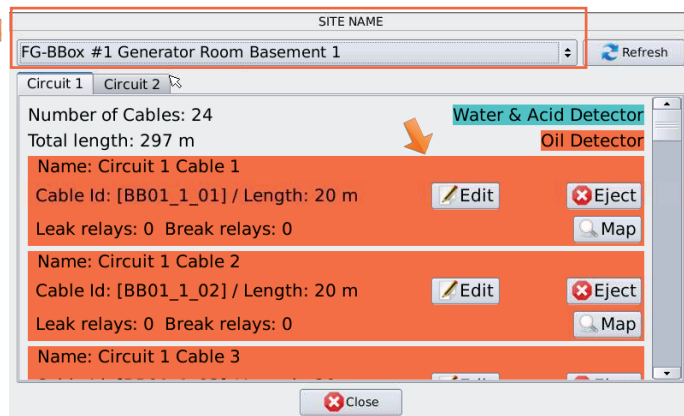 SITE NAME
FG-BBox #1 Generator Room Basement 1
Refresh
Circuit 1 Circuit 2
Number of Cables: 24
Water & Acid Detector
Total length: 297 m
Oil Detector
Name: Circuit 1 Cable 1
Cable Id: [BB01_1_01] / Length: 20 m
Edit
Eject
Leak relays: 0 Break relays: 0
Map
Name: Circuit 1 Cable 2
Cable Id: [BB01_1_02] / Length: 20 m
Edit
Eject
Leak relays: 0 Break relays: 0
Map
Name: Circuit 1 Cable 3
Close